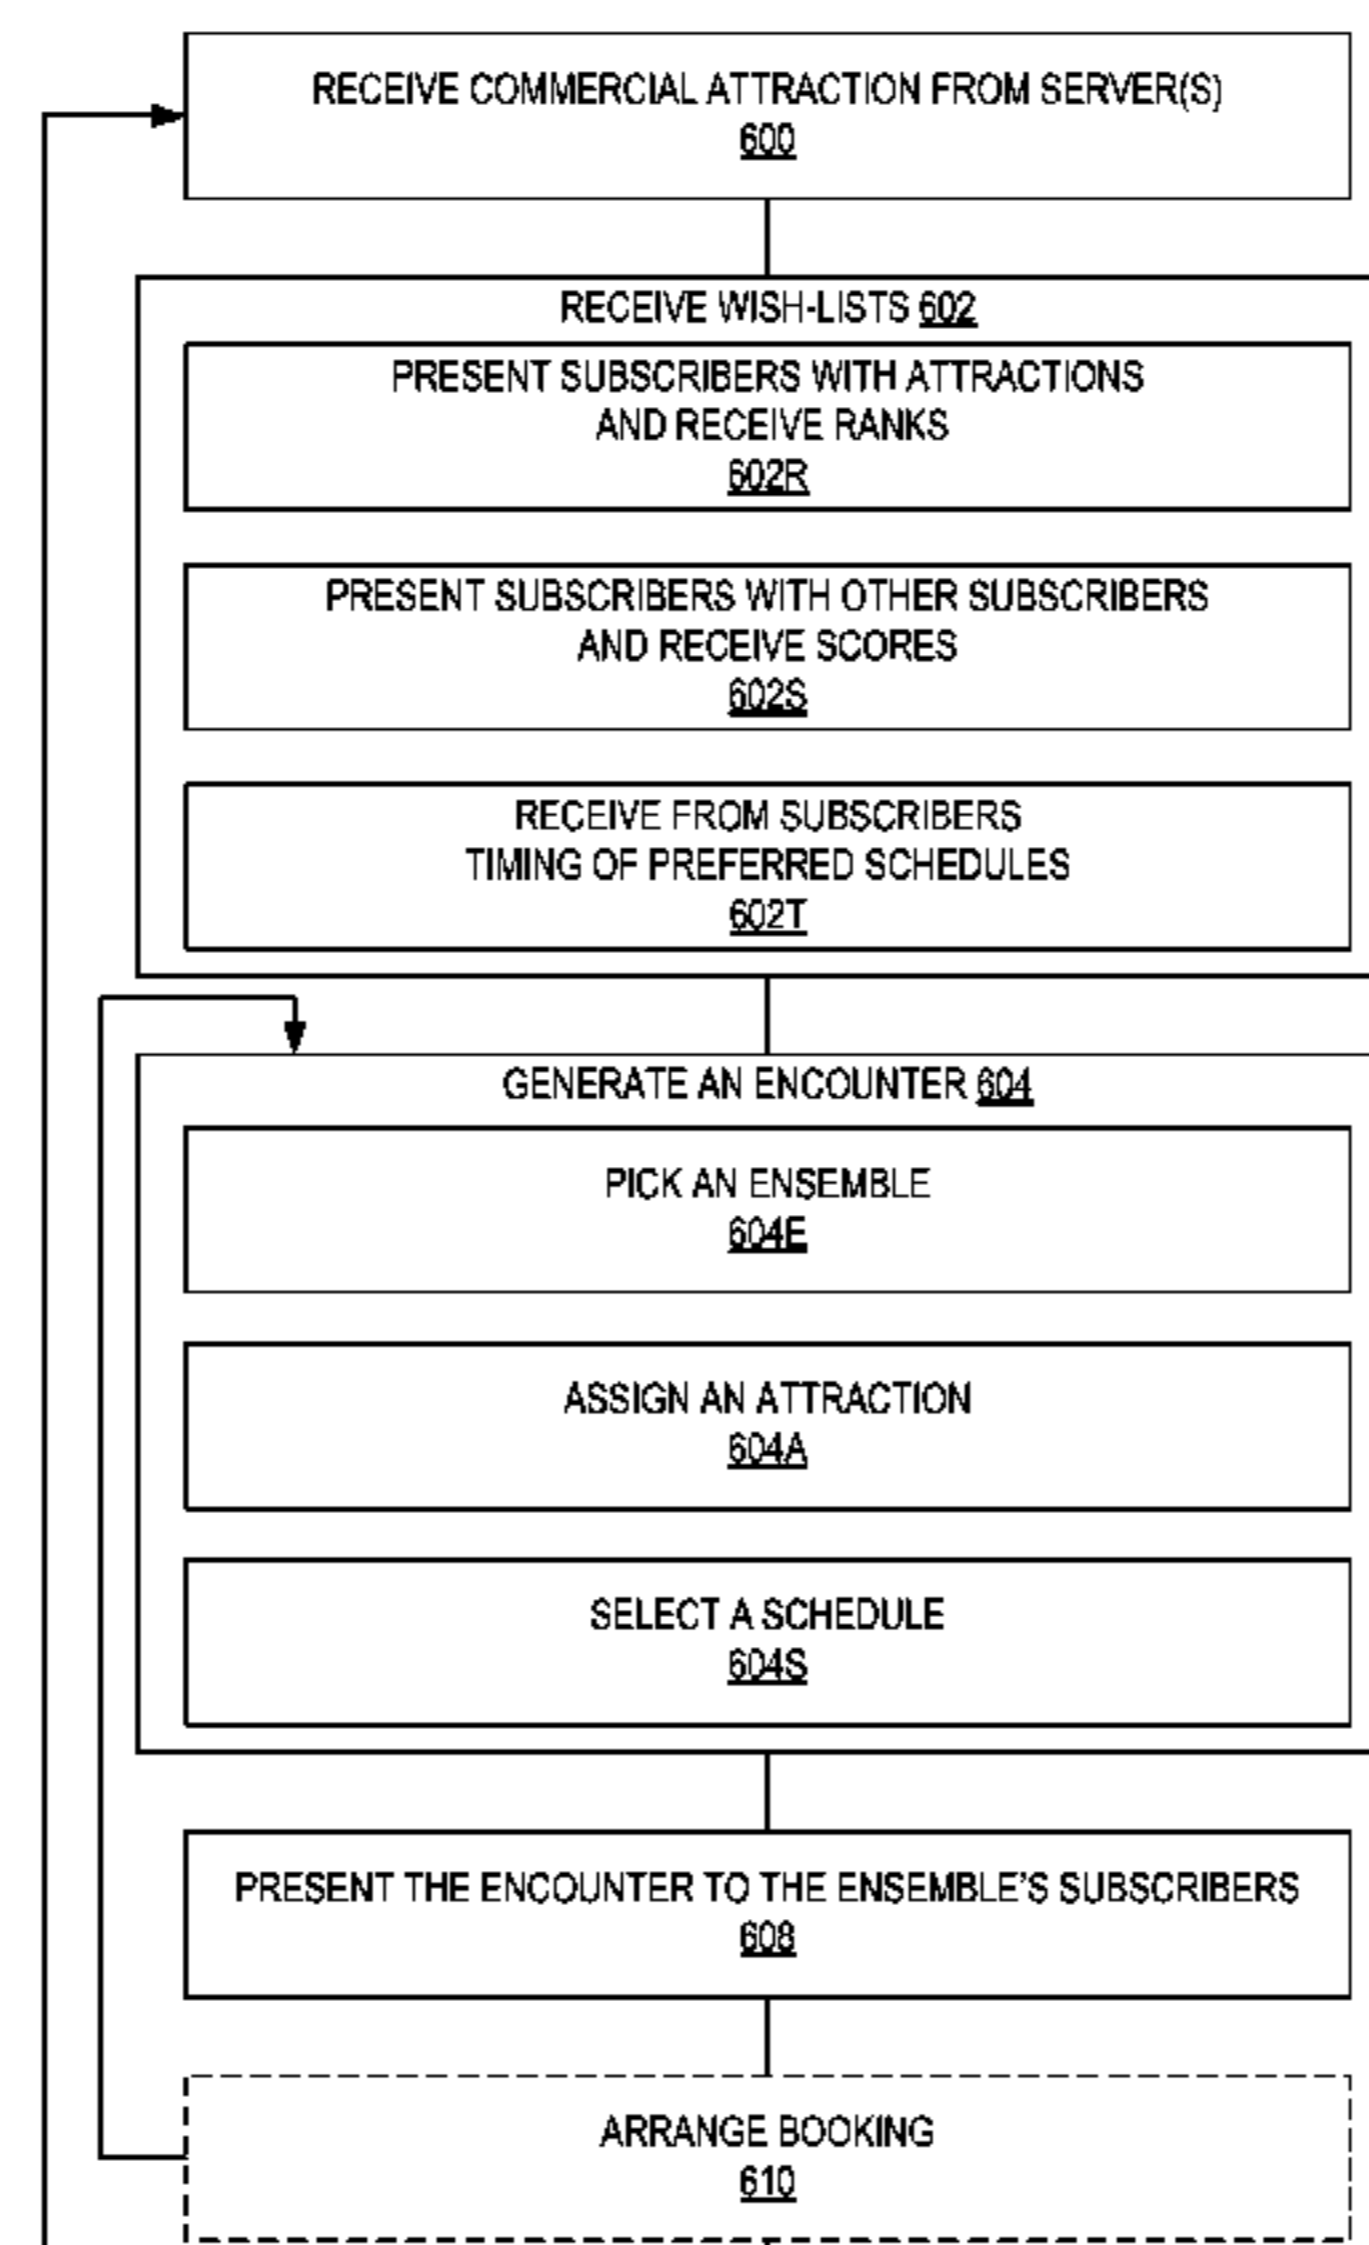 RECEIVE COMMERCIAL ATTRACTION FROM SERVER(S)
600
RECEIVE WISH-LISTS 602
PRESENT SUBSCRIBERS WITH ATTRACTIONS
AND RECEIVE RANKS
602R
PRESENT SUBSCRIBERS WITH OTHER SUBSCRIBERS
AND RECEIVE SCORES
602S
RECEIVE FROM SUBSCRIBERS
TIMING OF PREFERRED SCHEDULES
602T
GENERATE AN ENCOUNTER 604
PICK AN ENSEMBLE
604E
ASSIGN AN ATTRACTION
604A
SELECT A SCHEDULE
604S
PRESENT THE ENCOUNTER TO THE ENSEMBLE'S SUBSCRIBERS
608
ARRANGE BOOKING
610